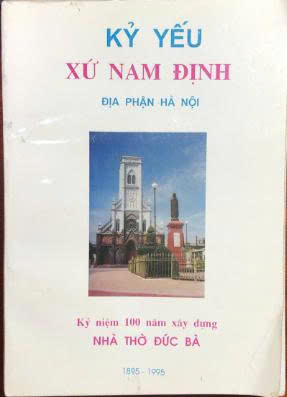 KỶ YẾU
XỨ NAM ĐỊNH
ĐỊA PHẬN HÀ NỘI
Kỷ niệm 100 năm xây dựng
NHÀ THỜ ĐỨC BÀ
1895-1995